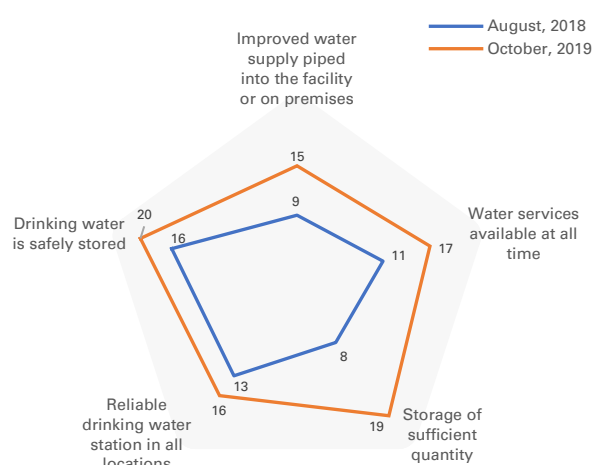 August, 2018
October, 2019
Improved water
supply piped
into the facility
or on premises
15
9
20
Drinking water
is safely stored
16
Water services
available at all
time
17
11
8
13
16
19
Reliable
drinking water
station in all
locations
Storage of
sufficient
quantity